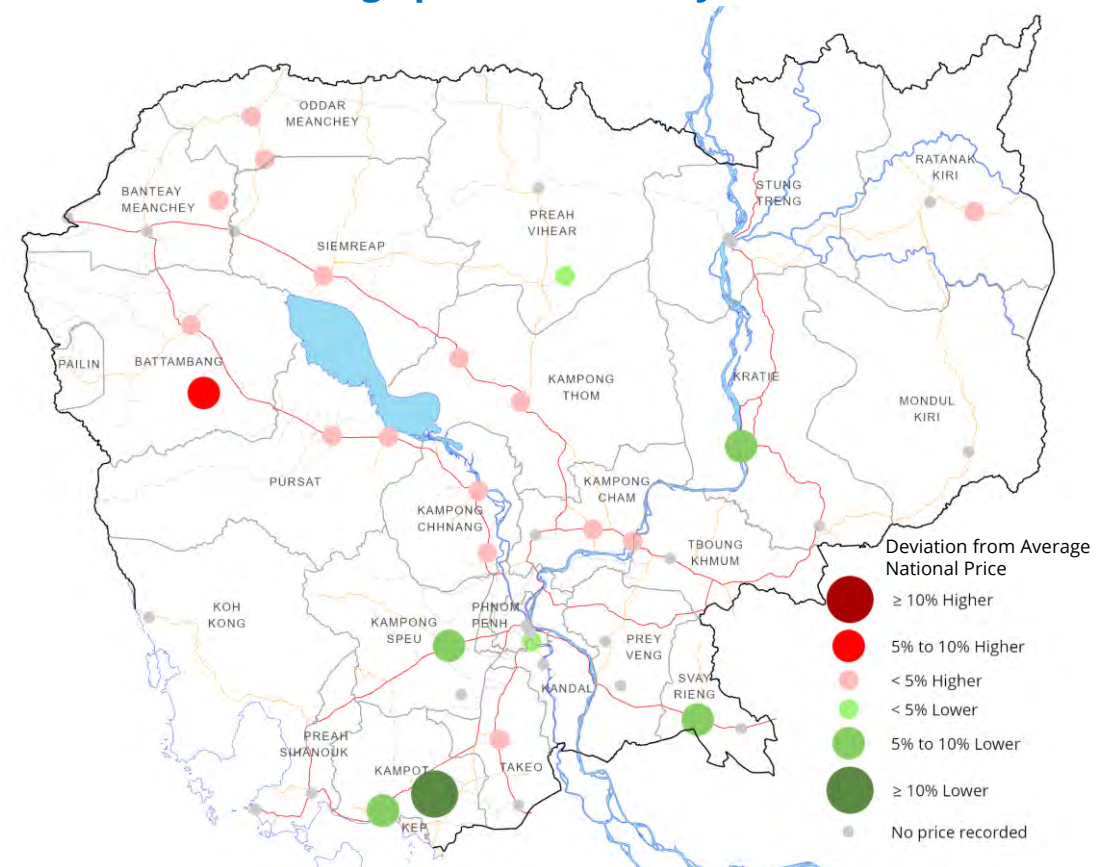 ODDAR
MEANCHEY
RATANAK
KIRI
STUNG
TRENG
BANTEAY
MEANCHEY
PREAH
VIHEAR
SIEMREAP
PAILIN
BATTAMBANG
KAMPONG
THOM
KRATIE
MONDUL
KIRI
PURSAT
KAMPONG
CHAM
KAMPONG
CHHNANG
TBOUNG
KHMUM
KOH
KONG
KAMPONG
SPEU
PHNOM
PENH
PREY
VENG
KANDAL
SVAY
RIENG
PREAH
SIHANOUK
KAMPOT
TAKEO
KEP
Deviation from Average
National Price
≥ 10% Higher
5% to 10% Higher
< 5% Higher
< 5% Lower
5% to 10% Lower
≥ 10% Lower
No price recorded